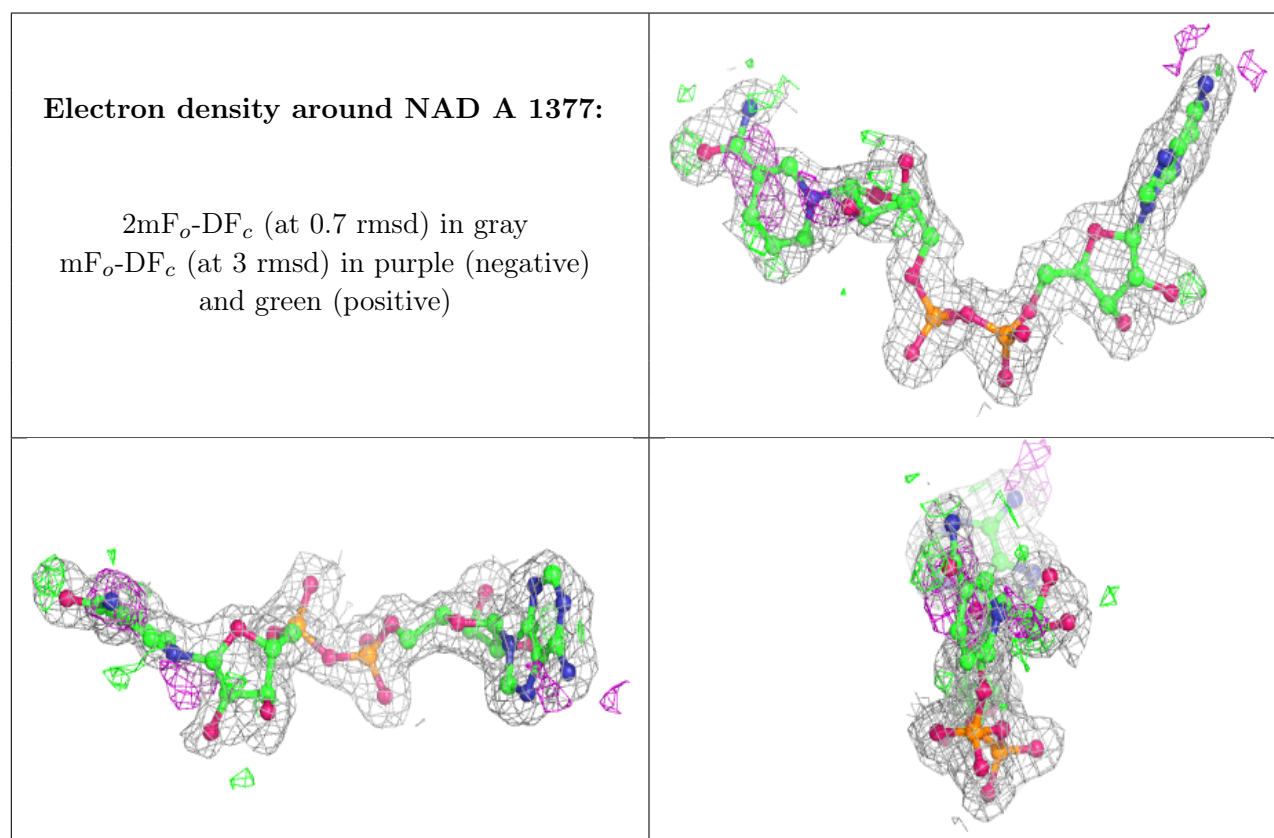 Electron density around NAD A 1377:
2mFo-DFc (at 0.7 rmsd) in gray
mFo-DFc (at 3 rmsd) in purple (negative)
and green (positive)